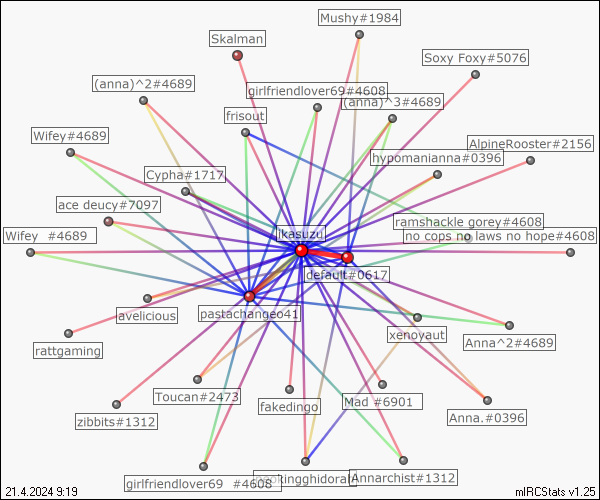 Mushy#1984
Skalman
Soxy Foxy#5076
(anna)^2#4689
girlfriendlover69#4608
(anna)^3#4689
frisout
Wifey#4689
AlpineRooster#2156
hypomanianna#0396
Cypha#1717
ace deucy#7097
ramshackle gorey#4608
ikasuzu
Wifey  #4689
no cops no laws no hope#4608
default#0617
avelicious
pastachangeo41
xenoyaut
Anna^2#4689
rattgaming
Toucan#2473
fakedingo
Mad #6901
Anna.#0396
zibbits#1312
girlfriendlover69  #4608
Annarchist#1312
21.4.2024 9:19
mIRCStats v1.25